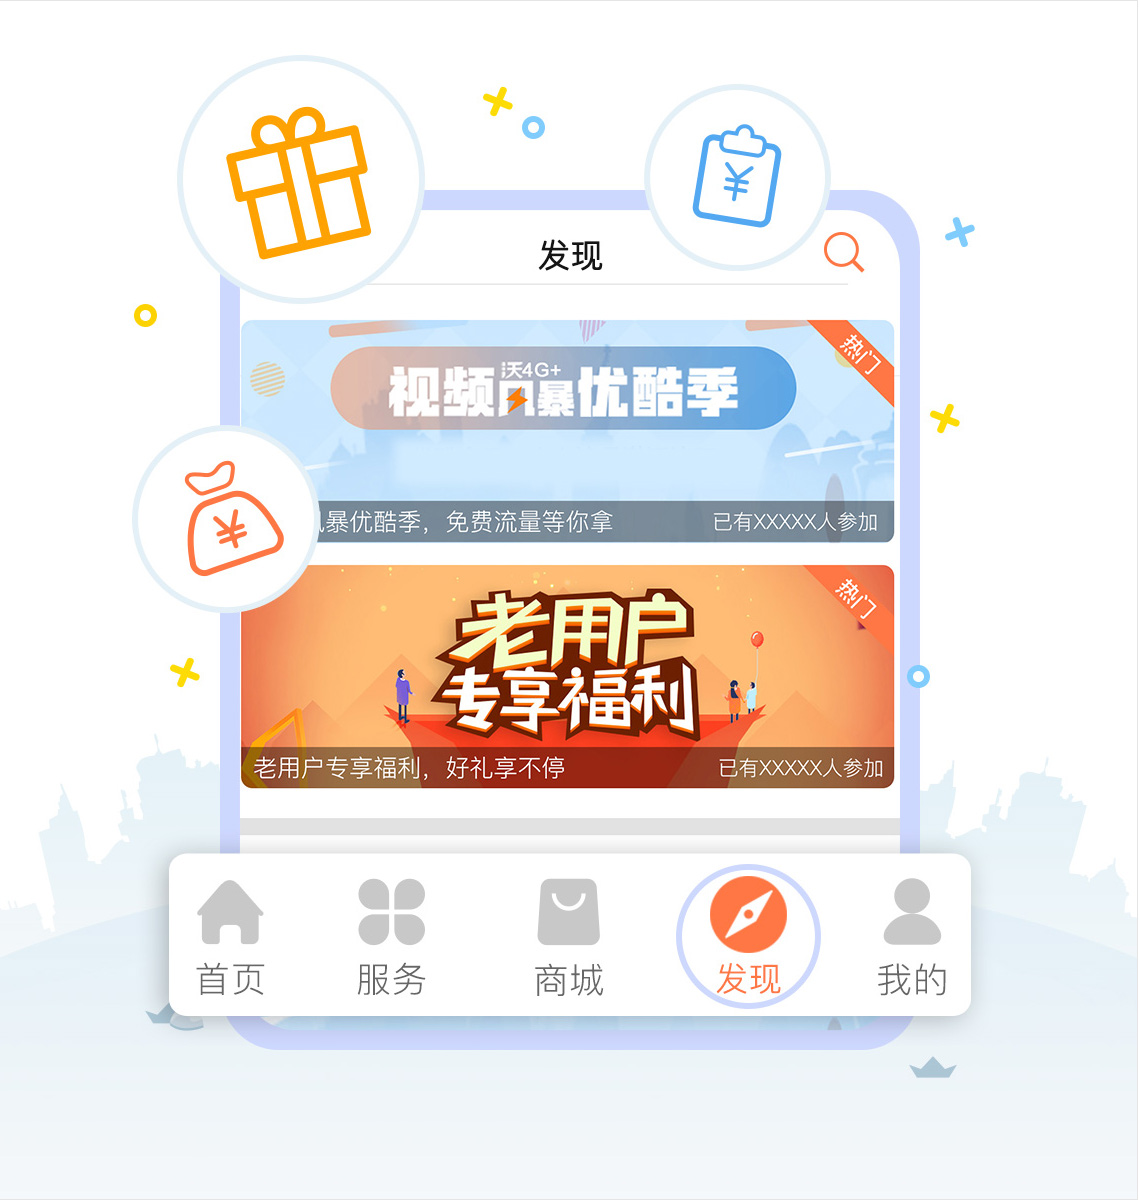 发现
热门
沃4G+
视频风暴优酷季
暴优酷季，免费流量等你拿
已有XXXXX人参加
热门
老用户
专享福利
老用户专享福利，好礼享不停
已有XXXXX人参加
首页
服务
商城
发现
我的